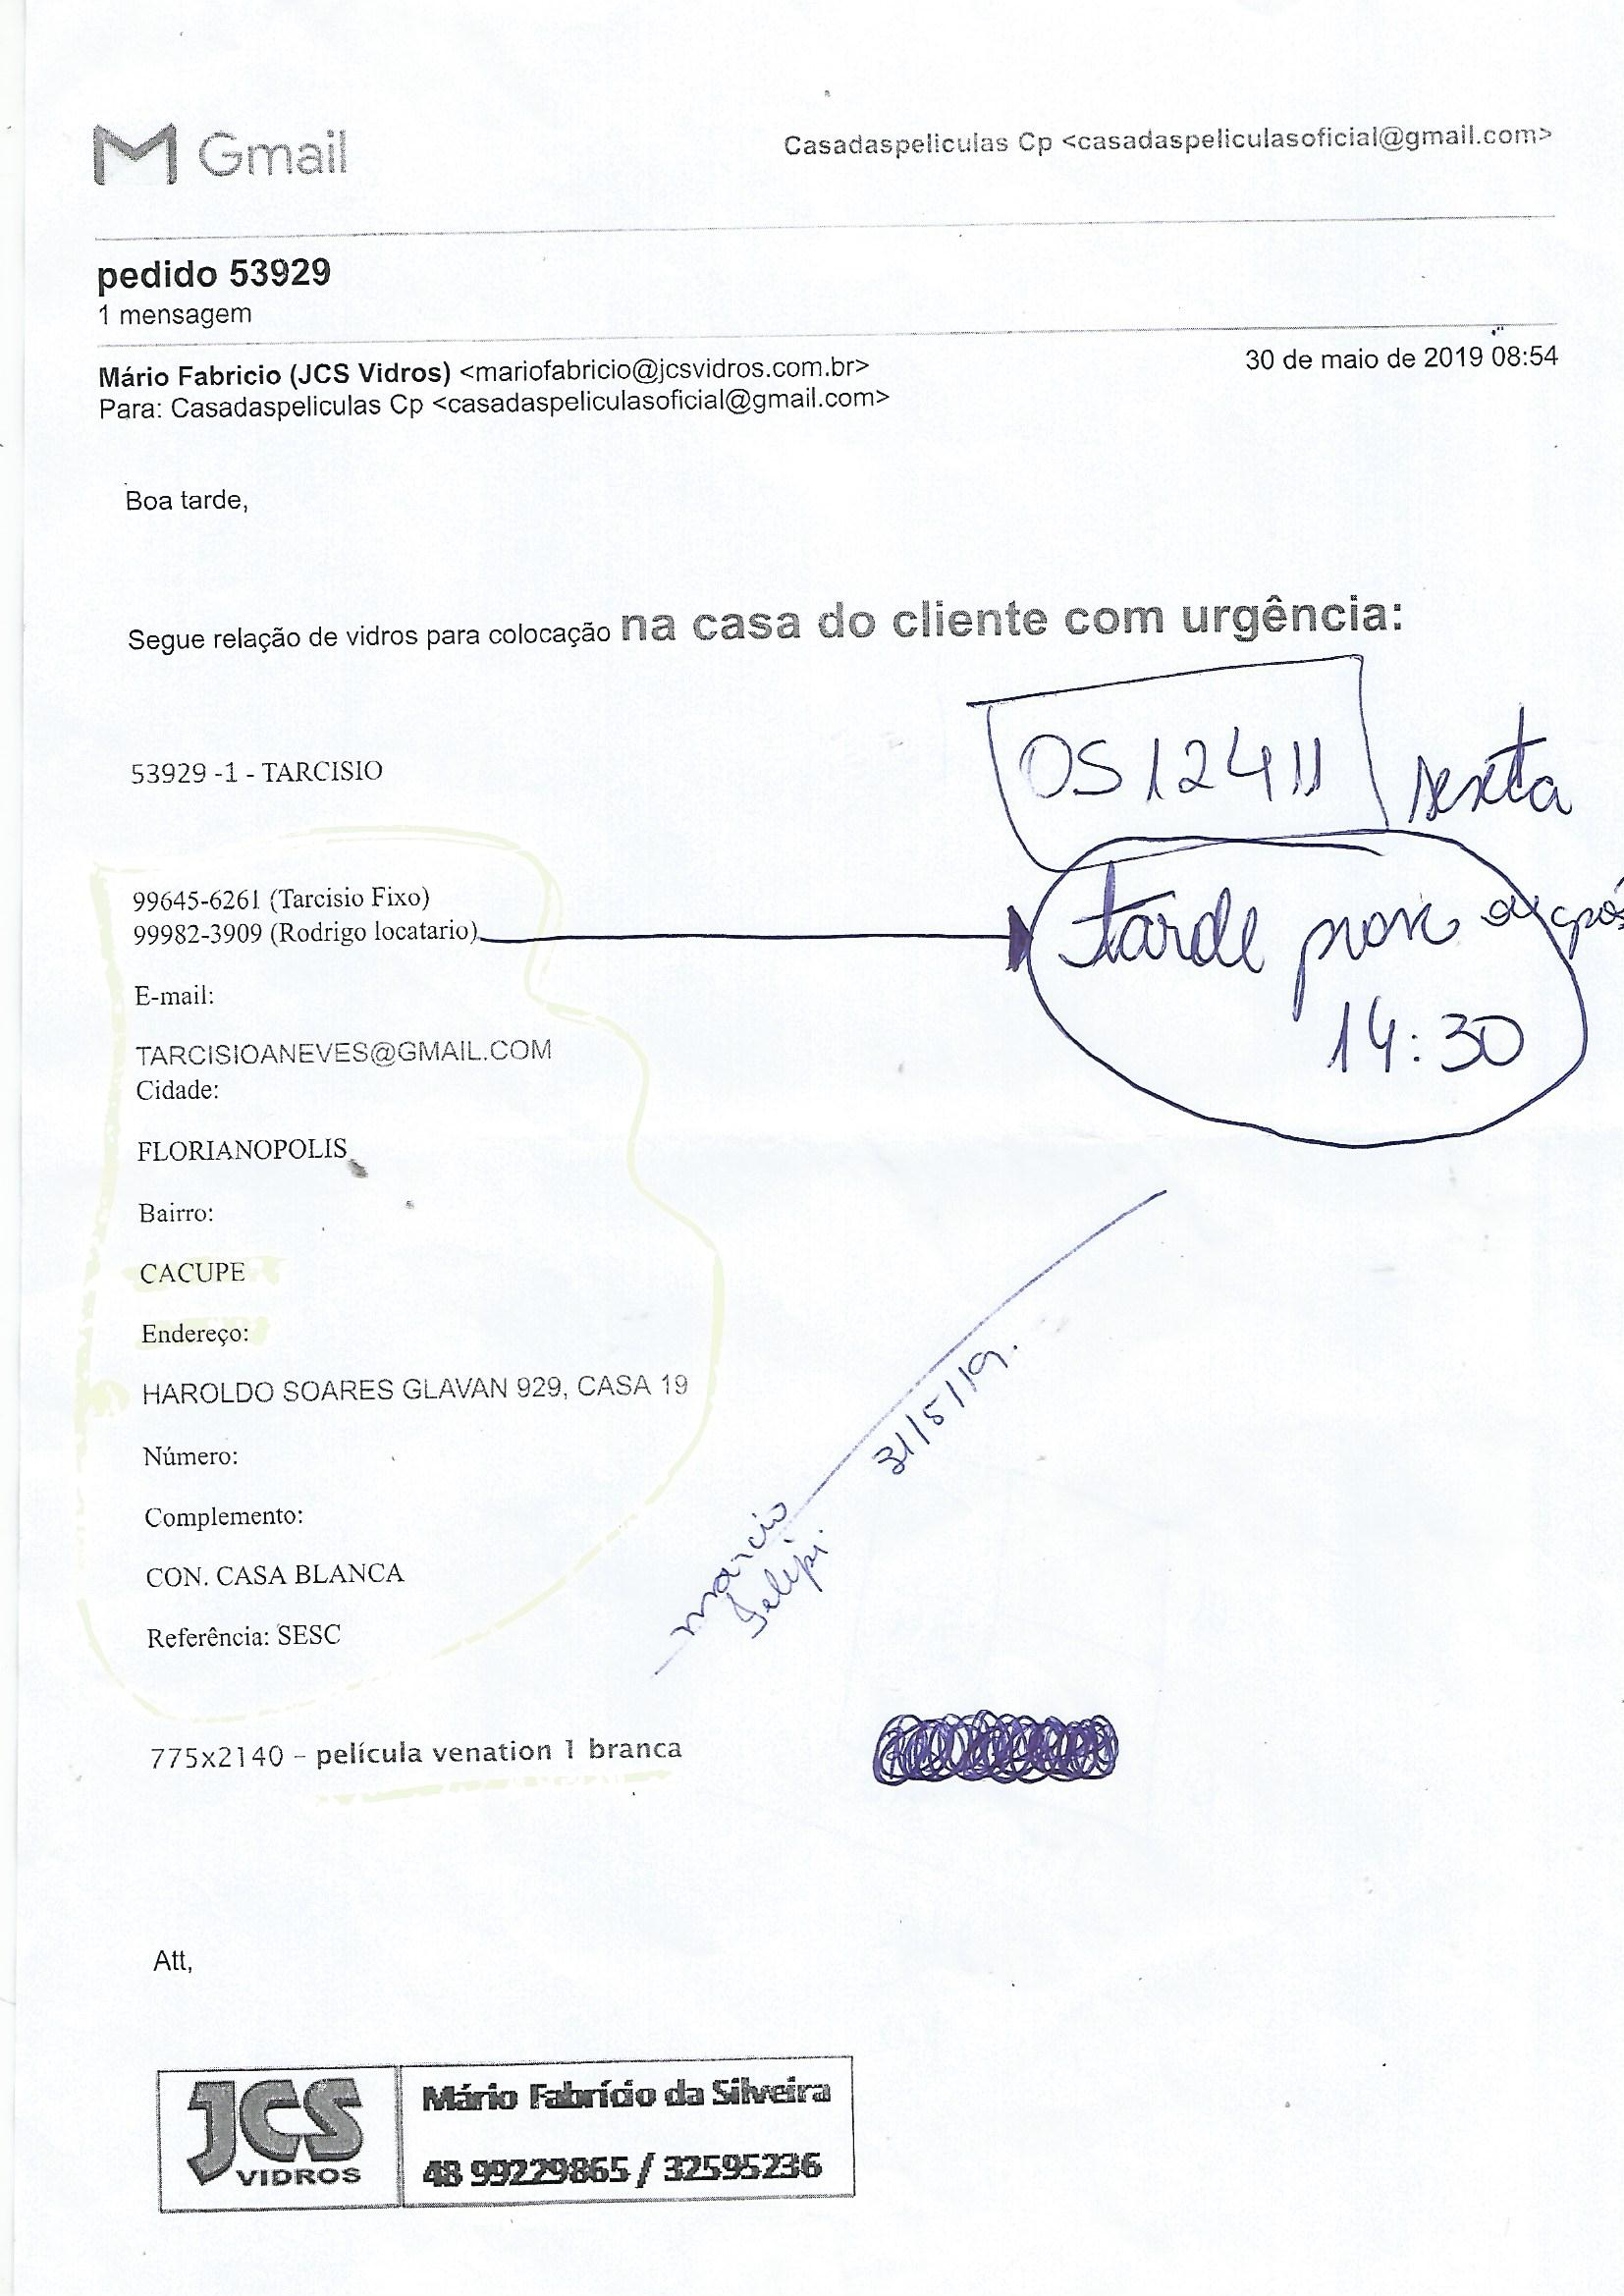 Gmail
Casadaspeliculas Cp <casadaspeliculasoficial@gmail.com>
pedido 53929
1 mensagem
Mário Fabricio (JCS Vidros) <mariofabricio@jcsvidros.com.br>
30 de maio de 2019 08:54
Para: Casadaspeliculas Cp <casadaspeliculasoficial@gmail.com>
Boa tarde,
Segue relação de vidros para colocação na casa do cliente com urgência:
OS 12411
sexta
53929 -1 - TARCISIO
99645-6261 (Tarcisio Fixo)
99982-3909 (Rodrigo locatario)
tarde após
14:30
E-mail:
TARCISIOANEVES@GMAIL.COM
Cidade:
FLORIANOPOLIS
Bairro:
CACUPE
Endereço:
HAROLDO SOARES GLAVAN 929, CASA 19
31/5/19.
Número:
Complemento:
marcio
Felipi
CON. CASA BLANCA
Referência: SESC
775x2140 – película venation 1 branca
Att,
JCS
VIDROS
Mário Fabrício da Silveira
48 99229865 / 32595236